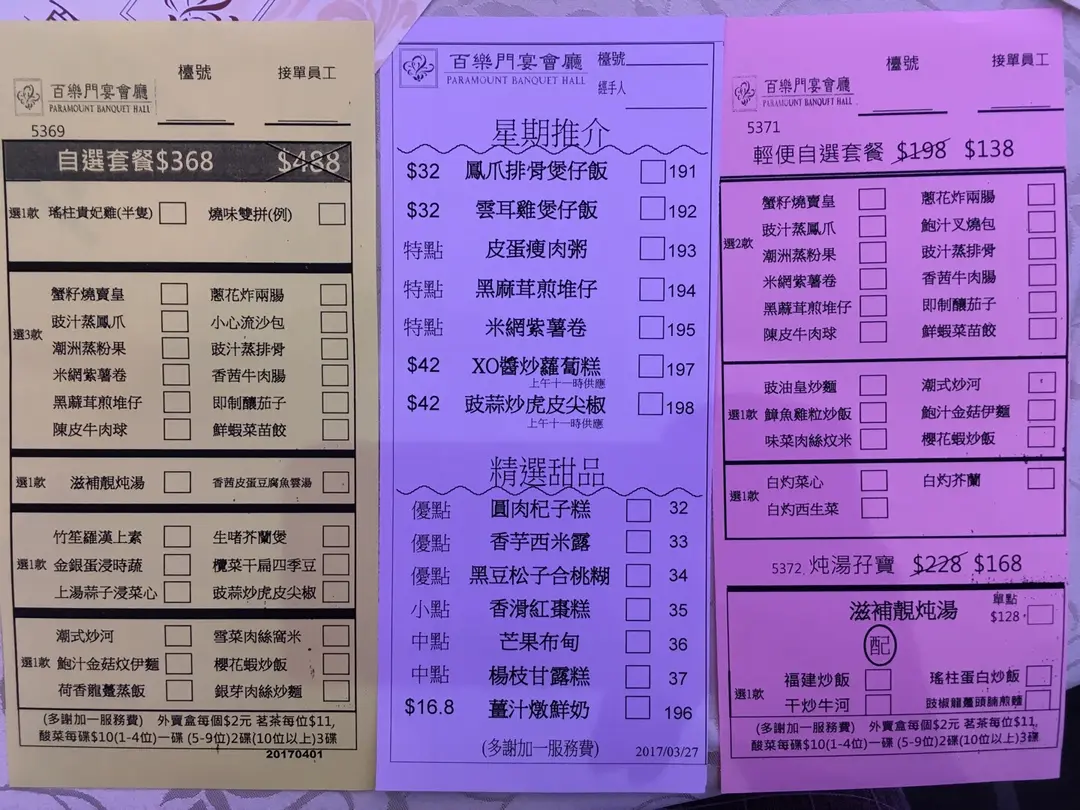 檯號 接單員工
百樂門宴會廳
PARAMOUNT BANQUET HALL
5369
自選套餐$368 $488
選1款 瑤柱貴妃雞(半隻) 燒味雙拼(例)
選3款
蟹籽燒賣皇 蔥花炸兩腸
豉汁蒸鳳爪 小心流沙包
潮洲蒸粉果 豉汁蒸排骨
米網紫薯卷 香茜牛肉腸
黑蔴茸煎堆仔 即制釀茄子
陳皮牛肉球 鮮蝦菜苗餃
選1款 滋補靚炖湯 香茜皮蛋豆腐魚雲湯
竹笙羅漢上素 生啫芥蘭煲
選1款 金銀蛋浸時蔬 欖菜干扁四季豆
上湯蒜子浸菜心 豉蒜炒虎皮尖椒
潮式炒河 雪菜肉絲窩米
選1款 鮑汁金菇炆伊麵 櫻花蝦炒飯
荷香龍躉蒸飯 銀芽肉絲炒麵
(多謝加一服務費) 外賣盒每個$2元 茗茶每位$11,
酸菜每碟$10(1-4位)一碟 (5-9位)2碟(10位以上)3碟
20170401
百樂門宴會廳 檯號
PARAMOUNT BANQUET HALL
經手人
星期推介
$32 鳳爪排骨煲仔飯 191
$32 雲耳雞煲仔飯 192
特點 皮蛋瘦肉粥 193
特點 黑麻茸煎堆仔 194
特點 米網紫薯卷 195
$42 XO醬炒蘿蔔糕 197
上午十一時供應
$42 豉蒜炒虎皮尖椒 198
上午十一時供應
精選甜品
優點 圓肉杞子糕 32
優點 香芋西米露 33
優點 黑豆松子合桃糊 34
小點 香滑紅棗糕 35
中點 芒果布甸 36
中點 楊枝甘露糕 37
$16.8 薑汁燉鮮奶 196
(多謝加一服務費) 2017/03/27
檯號 接單員工
百樂門宴會廳
PARAMOUNT BANQUET HALL
5371
輕便自選套餐 $198 $138
蟹籽燒賣皇 蔥花炸兩腸
豉汁蒸鳳爪 鮑汁叉燒包
選2款
潮洲蒸粉果 豉汁蒸排骨
米網紫薯卷 香茜牛肉腸
黑蔴茸煎堆仔 即制釀茄子
陳皮牛肉球 鮮蝦菜苗餃
豉油皇炒麵 潮式炒河
選1款 鱆魚雞粒炒飯 鮑汁金菇伊麵
味菜肉絲炆米 櫻花蝦炒飯
白灼菜心 白灼芥蘭
選1款
白灼西生菜
5372 炖湯孖寶 $228 $168
滋補靚炖湯 單點
$128
配
福建炒飯 瑤柱蛋白炒飯
選1款
干炒牛河 豉椒龍躉頭腩煎麵
(多謝加一服務費) 外賣盒每個$2元 茗茶每位$11,
酸菜每碟$10(1-4位)一碟 (5-9位)2碟(10位以上)3碟